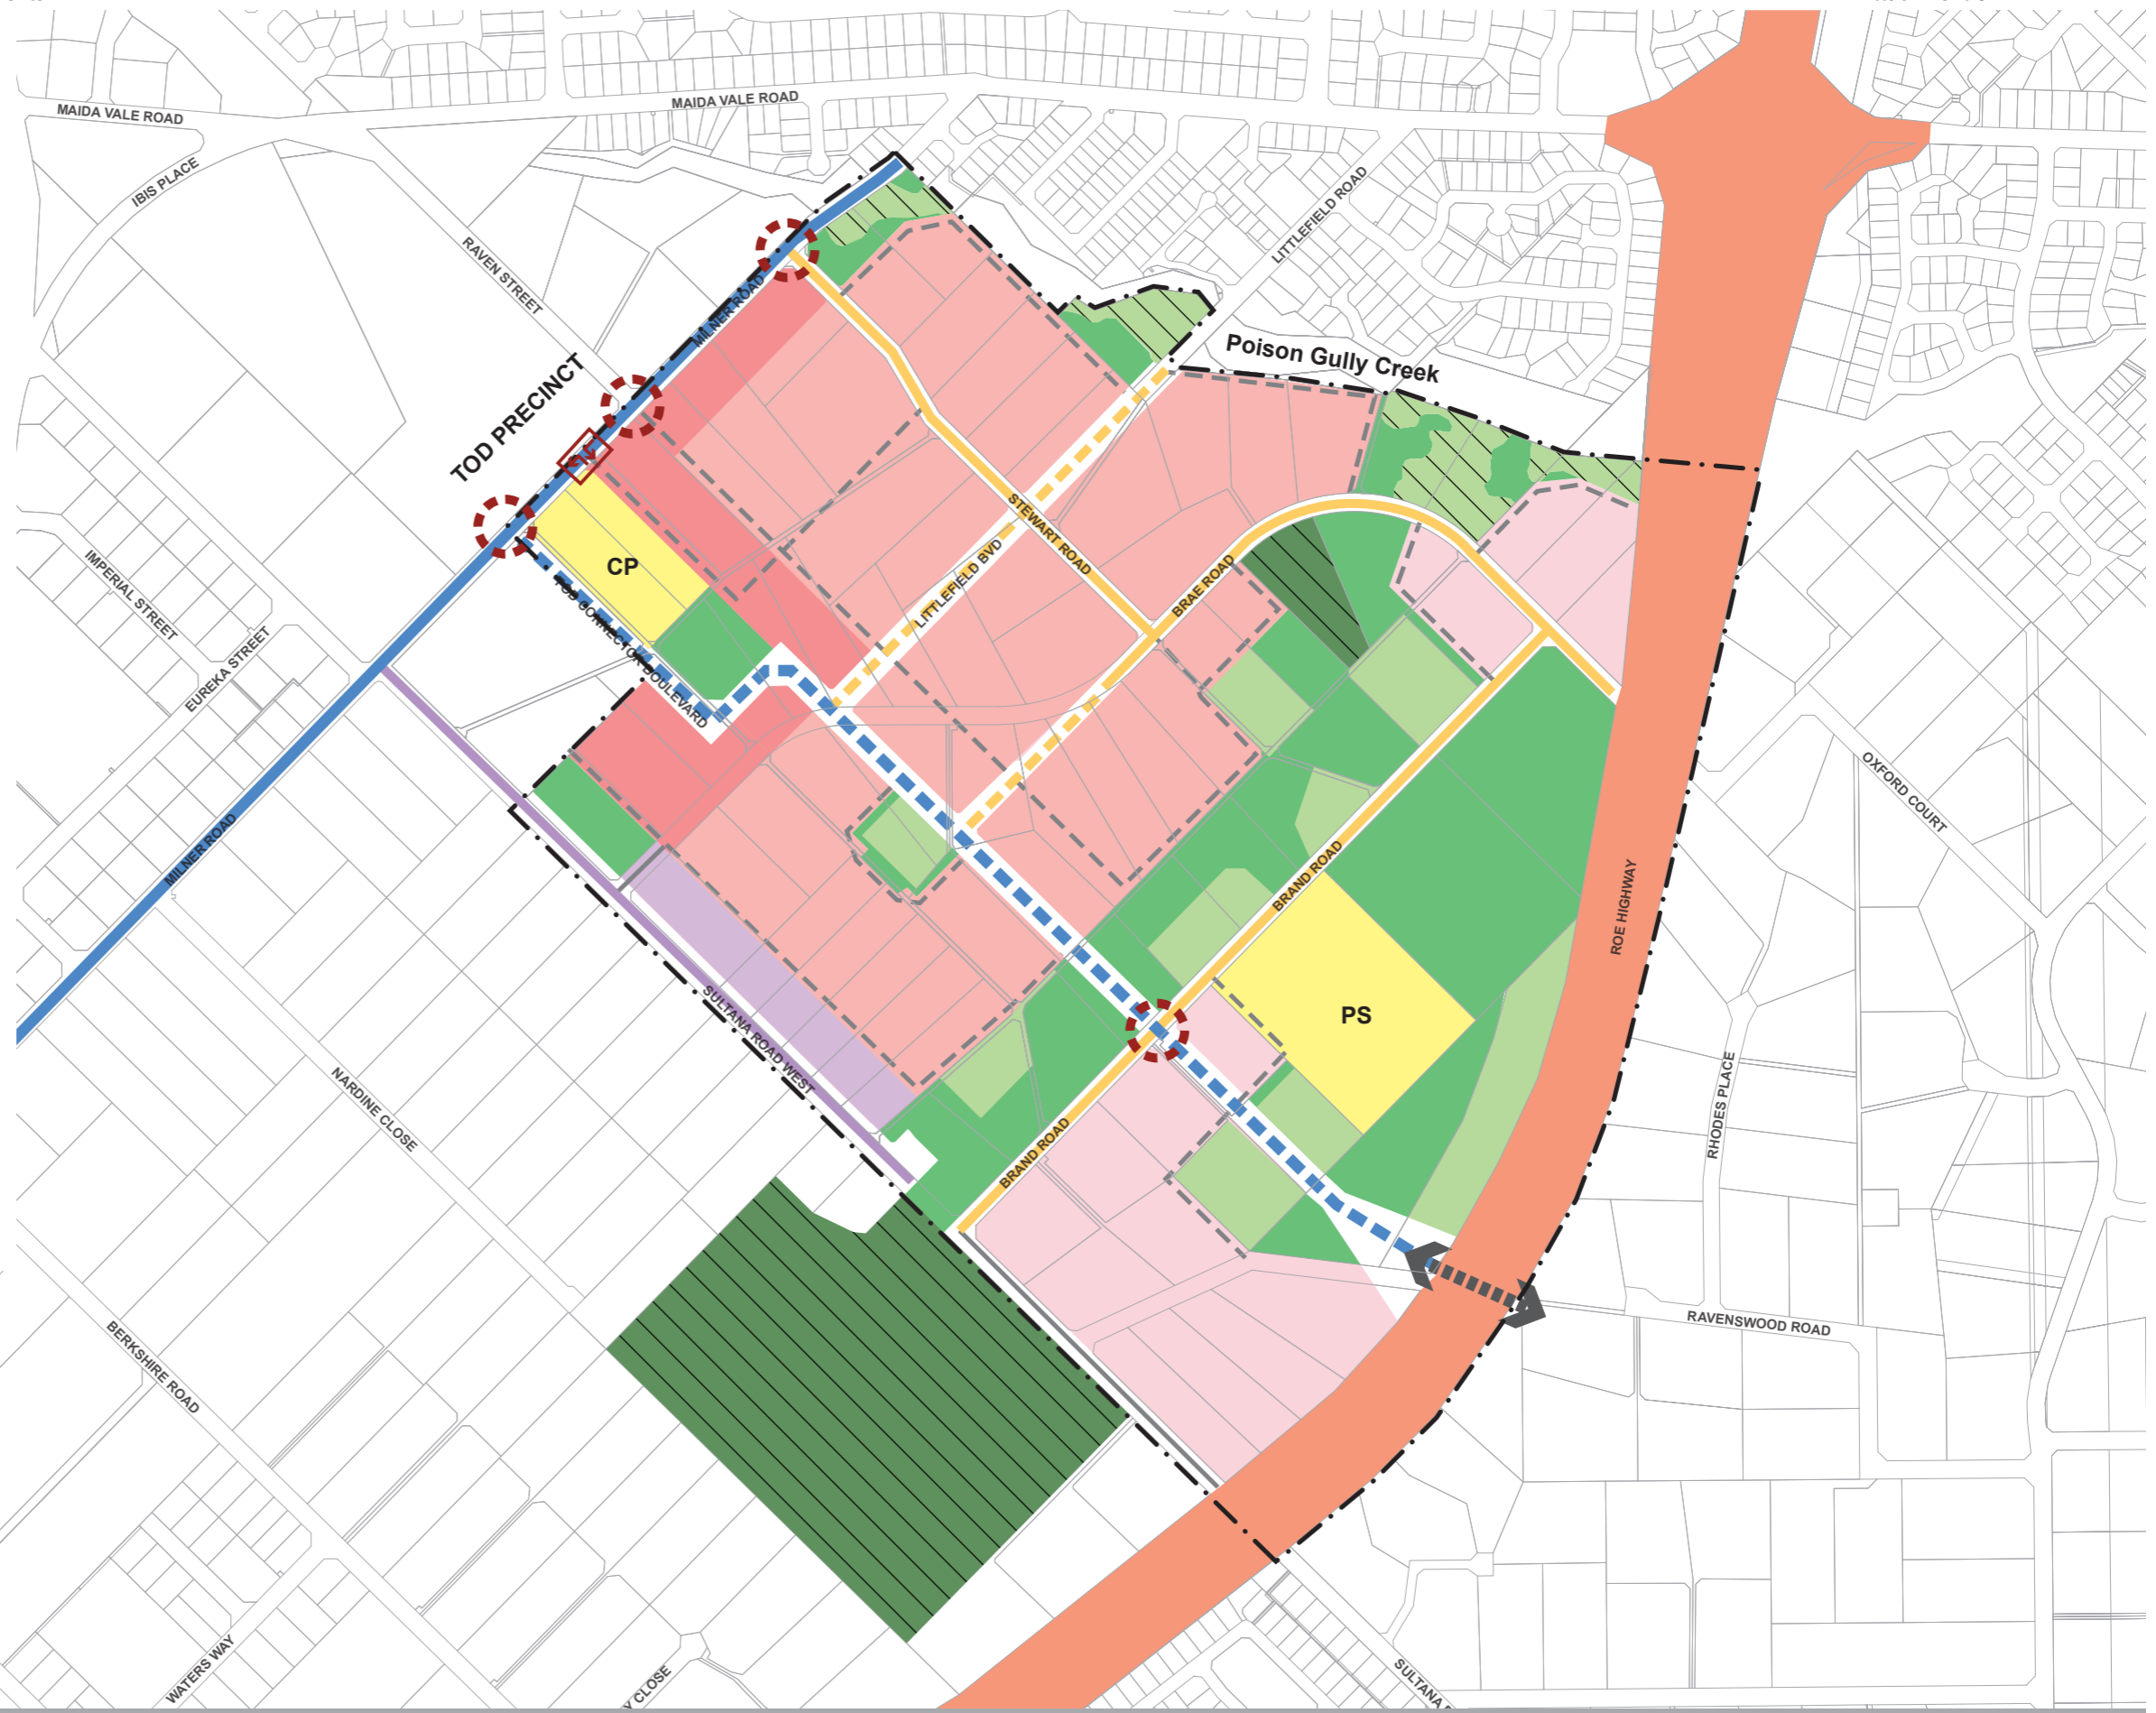 MAIDA VALE ROAD
MAIDA VALE ROAD
IBIS PLACE
RAVEN STREET
LITTLEFIELD ROAD
MILNER ROAD
Poison Gully Creek
TOD PRECINCT
STEWART ROAD
CP
IMPERIAL STREET
TOD CONNECTOR BOULEVARD
LITTLEFIELD BVD
BRAE ROAD
EUREKA STREET
OXFORD COURT
MILNER ROAD
BRAND ROAD
ROE HIGHWAY
PS
SULTANA ROAD WEST
NARDINE CLOSE
BRAND ROAD
RHODES PLACE
RAVENSWOOD ROAD
BERKSHIRE ROAD
WATERS WAY
Y CLOSE
SULTANA